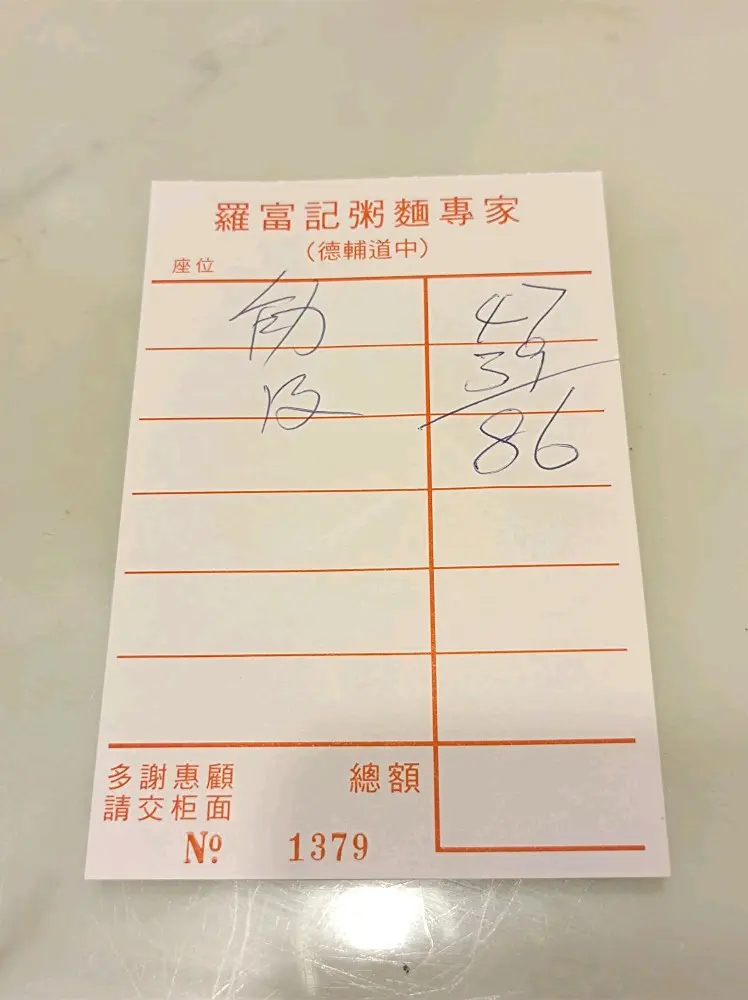 羅富記粥麵專家
(德輔道中)
座位
47
39
86
多謝惠顧 總額
請交柜面
№ 1379